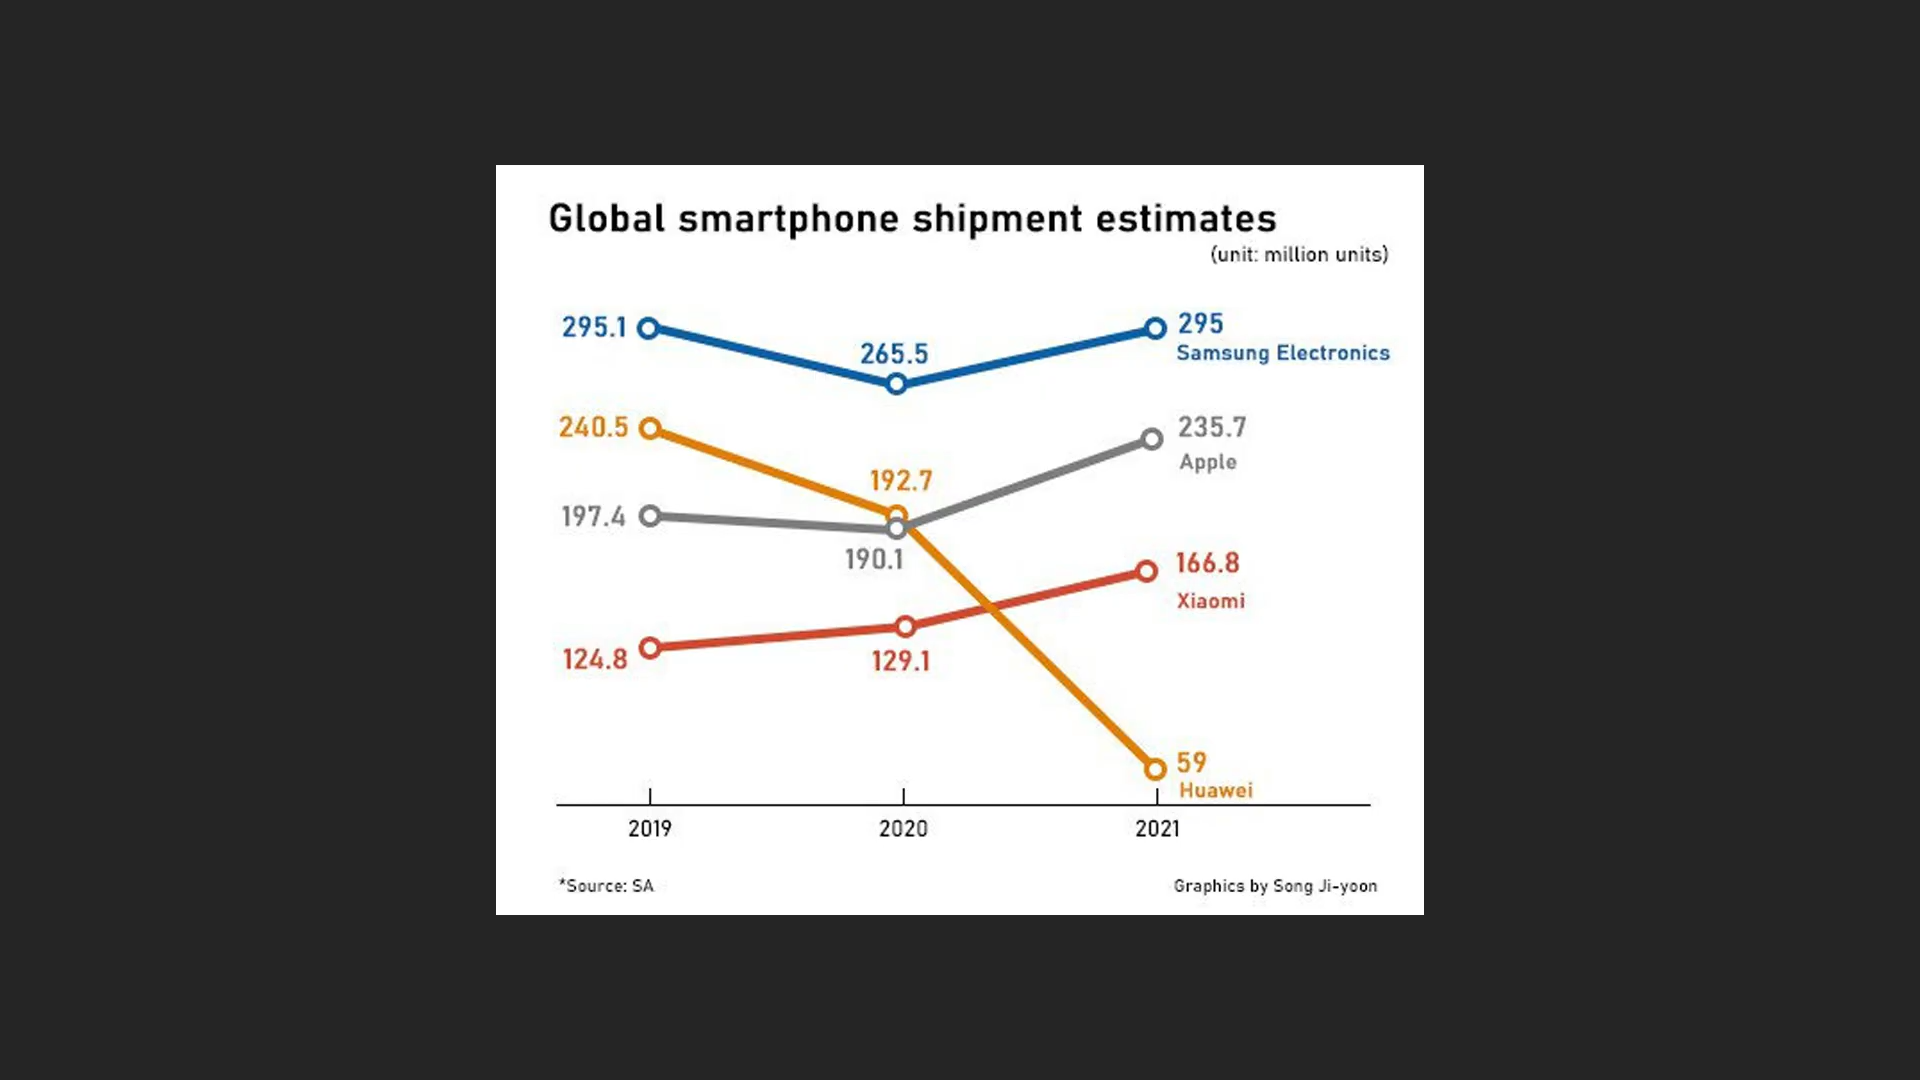 Global smartphone shipment estimates
(unit: million units)
295.1
265.5
295
Samsung Electronics
240.5
192.7
235.7
Apple
197.4
190.1
166.8
Xiaomi
124.8
129.1
59
Huawei
2019
2020
2021
*Source: SA
Graphics by Song Ji-yoon